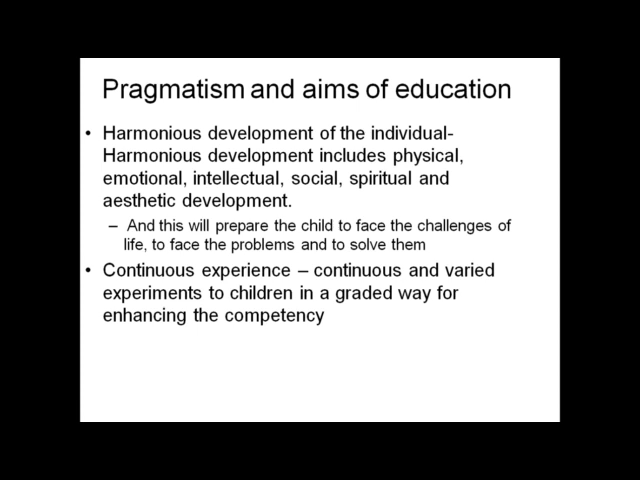 Pragmatism and aims of education
• Harmonious development of the individual-
Harmonious development includes physical,
emotional, intellectual, social, spiritual and
aesthetic development.
– And this will prepare the child to face the challenges of
life, to face the problems and to solve them
• Continuous experience – continuous and varied
experiments to children in a graded way for
enhancing the competency